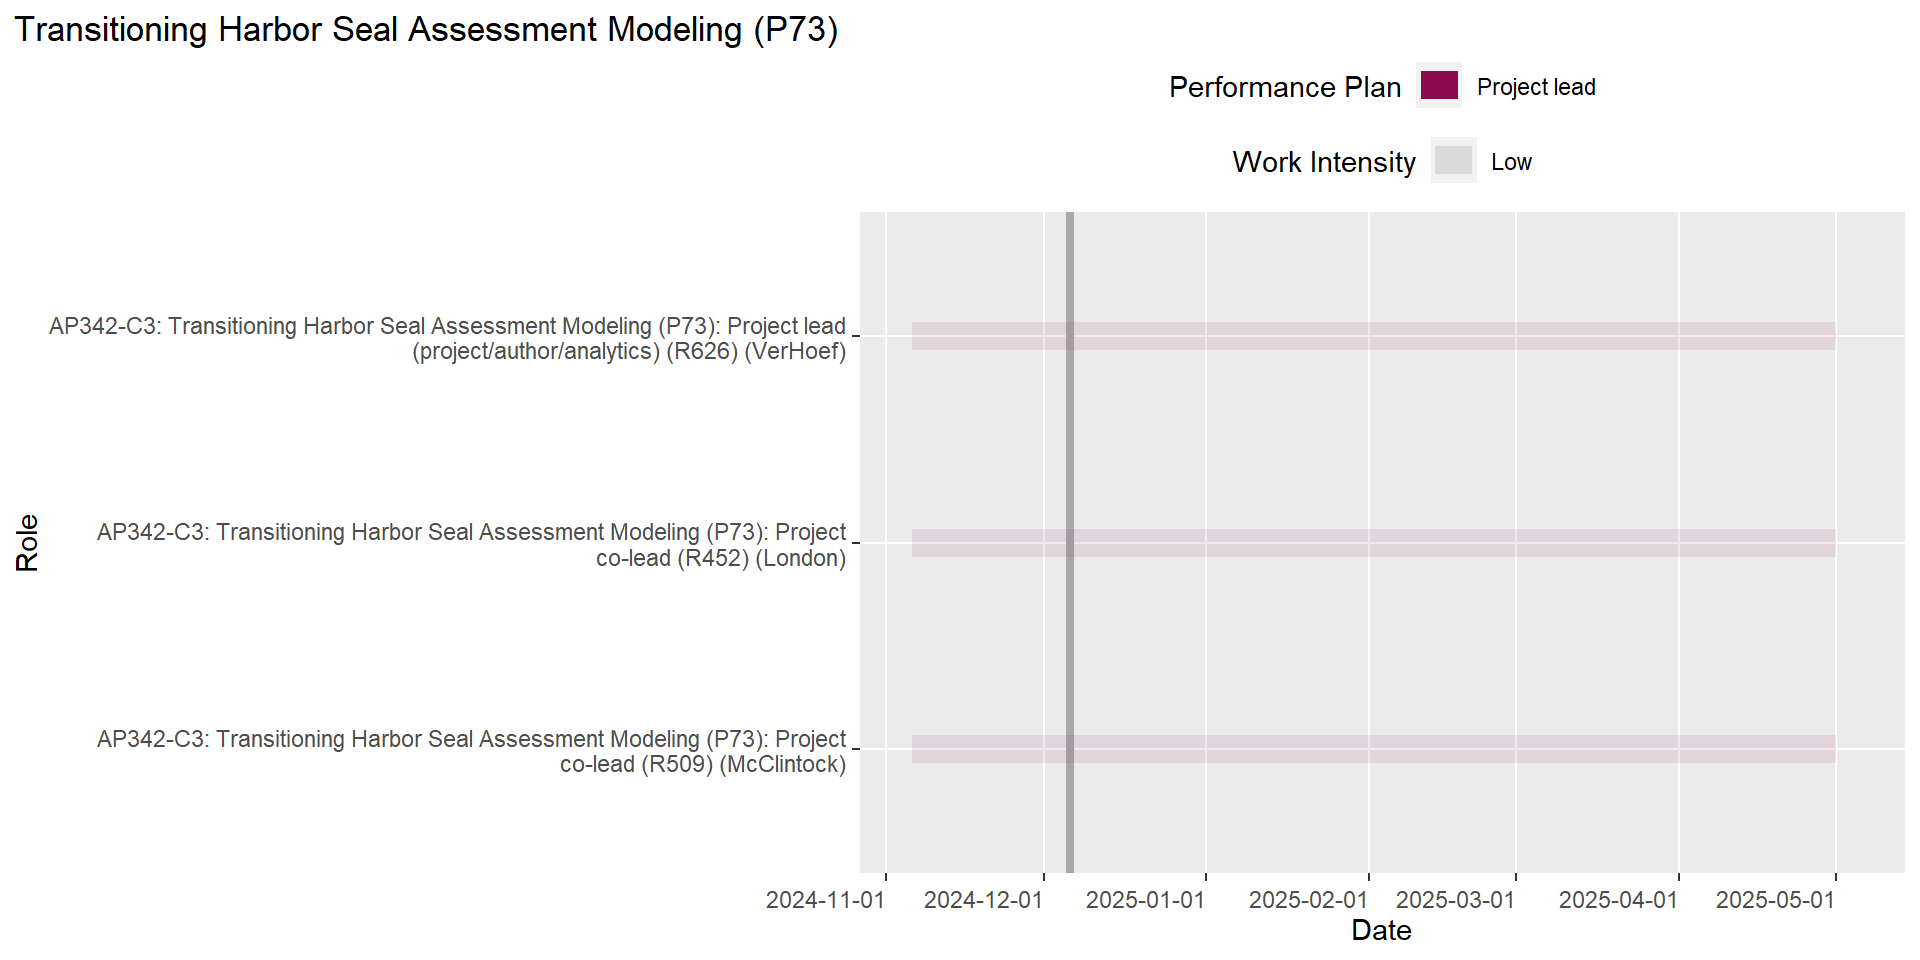 Transitioning Harbor Seal Assessment Modeling (P73)
Performance Plan
Project lead
Work Intensity
Low
AP342-C3: Transitioning Harbor Seal Assessment Modeling (P73): Project lead
(project/author/analytics) (R626) (VerHoef)
AP342-C3: Transitioning Harbor Seal Assessment Modeling (P73): Project
co-lead (R452) (London)
AP342-C3: Transitioning Harbor Seal Assessment Modeling (P73): Project
co-lead (R509) (McClintock)
Role
2024-11-01
2024-12-01
2025-01-01
2025-02-01
2025-03-01
2025-04-01
2025-05-01
Date